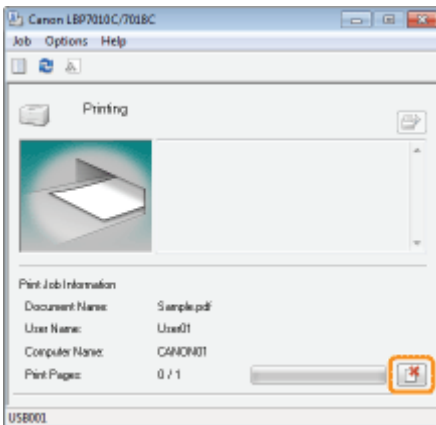 Canon LBP7010C/7018C
Job Options Help
Printing
Print Job Information
Document Name: Sample.pdf
User Name: User01
Computer Name: CANON01
Print Pages: 0 / 1
USB001